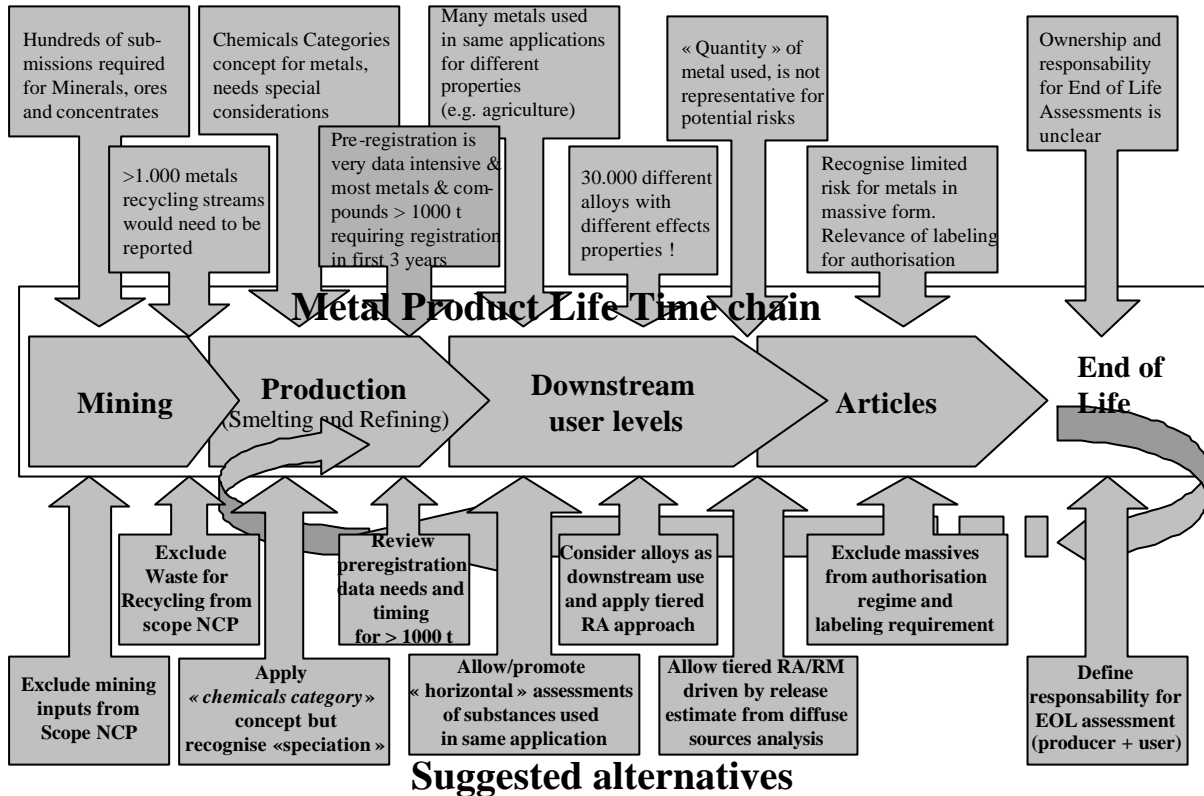 Hundreds of sub-
missions required
for Minerals, ores
and concentrates
Chemicals Categories
concept for metals,
needs special
considerations
Many metals used
in same applications
for different
properties
(e.g. agriculture)
« Quantity » of
metal used, is not
representative for
potential risks
Ownership and
responsability
for End of Life
Assessments is
unclear
>1.000 metals
recycling streams
would need to be
reported
Pre-registration is
very data intensive &
most metals & com-
pounds > 1000 t
requiring registration
in first 3 years
30.000 different
alloys with
different effects
properties !
Recognise limited
risk for metals in
massive form.
Relevance of labeling
for authorisation
Metal Product Life Time chain
Mining
Production
(Smelting and Refining)
Downstream
user levels
Articles
End of
Life
Exclude
Waste for
Recycling from
scope NCP
Review
preregistration
data needs and
timing
for > 1000 t
Consider alloys as
downstream use
and apply tiered
RA approach
Exclude massives
from authorisation
regime and
labeling requirement
Exclude mining
inputs from
Scope NCP
Apply
« chemicals category »
concept but
recognise «speciation »
Allow/promote
« horizontal » assessments
of substances used
in same application
Allow tiered RA/RM
driven by release
estimate from diffuse
sources analysis
Define
responsability for
EOL assessment
(producer + user)
Suggested alternatives